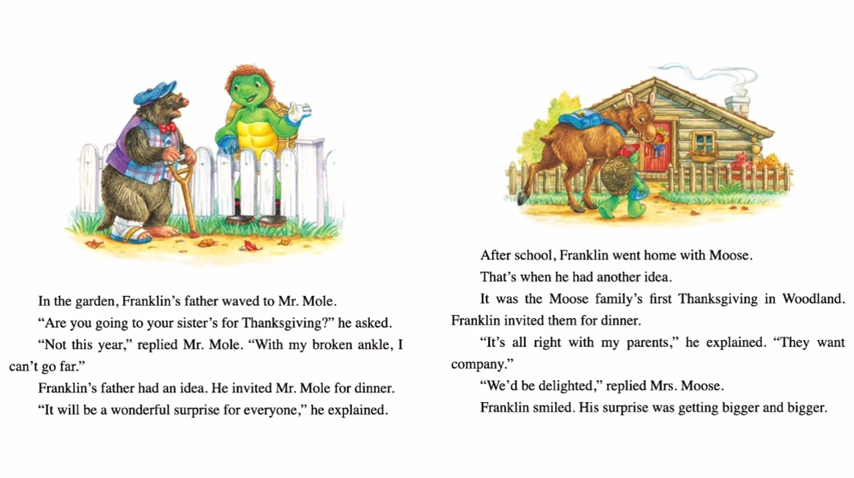 In the garden, Franklin's father waved to Mr. Mole.
“Are you going to your sister's for Thanksgiving?” he asked.
“Not this year,” replied Mr. Mole. “With my broken ankle, I
can't go far.”
Franklin's father had an idea. He invited Mr. Mole for dinner.
“It will be a wonderful surprise for everyone,” he explained.
After school, Franklin went home with Moose.
That's when he had another idea.
It was the Moose family's first Thanksgiving in Woodland.
Franklin invited them for dinner.
“It's all right with my parents,” he explained. “They want
company.”
“We'd be delighted,” replied Mrs. Moose.
Franklin smiled. His surprise was getting bigger and bigger.